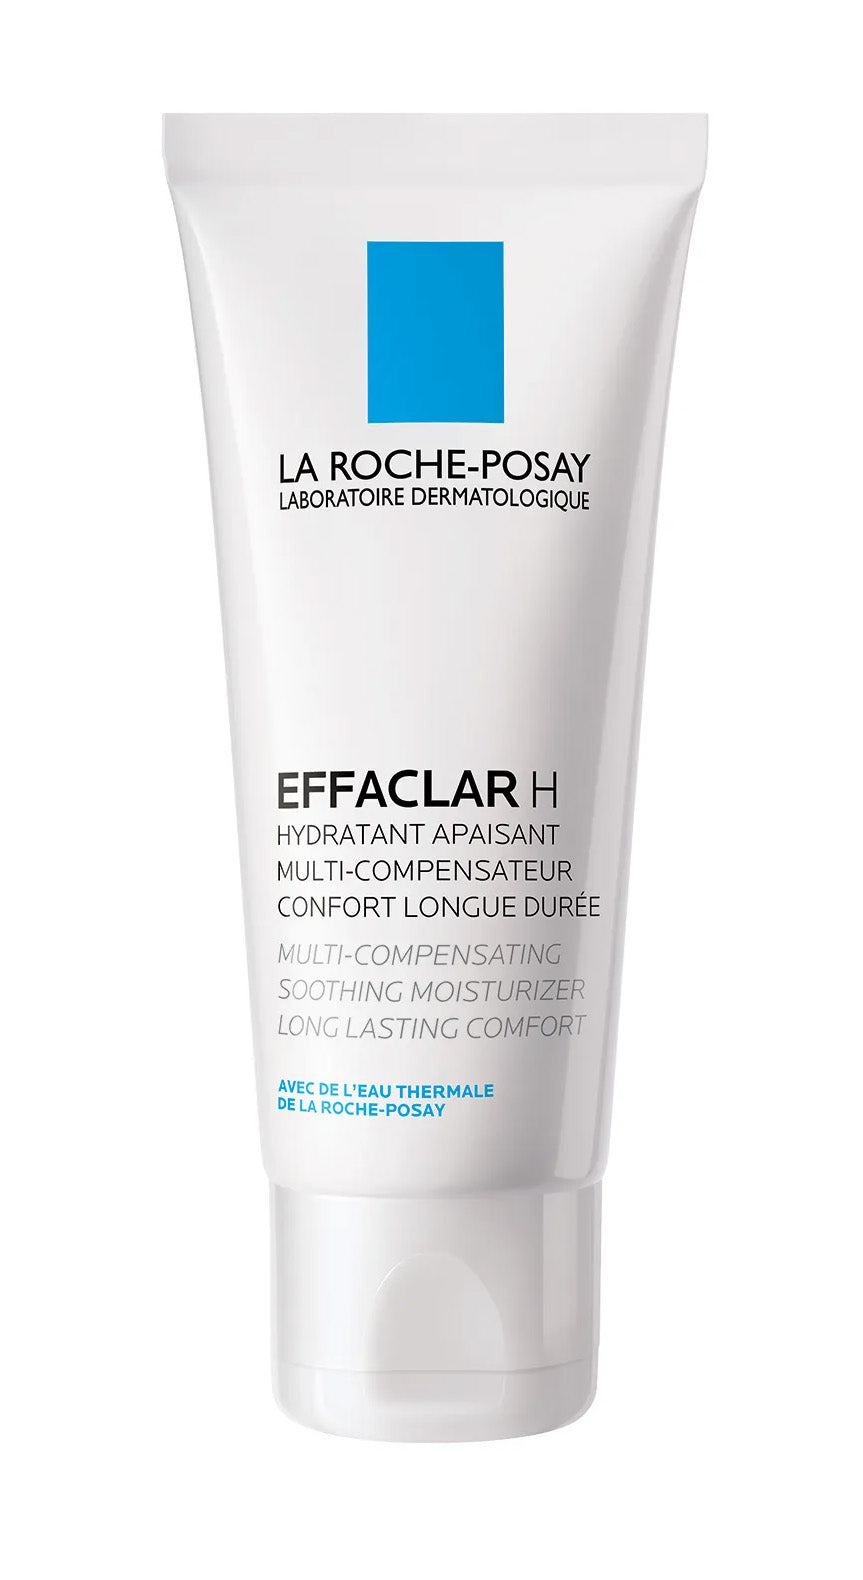 LA ROCHE-POSAY
LABORATOIRE DERMATOLOGIQUE
EFFACLAR H
HYDRATANT APAISANT
MULTI-COMPENSATEUR
CONFORT LONGUE DURÉE
MULTI-COMPENSATING
SOOTHING MOISTURIZER
LONG LASTING COMFORT
AVEC DE L'EAU THERMALE
DE LA ROCHE-POSAY